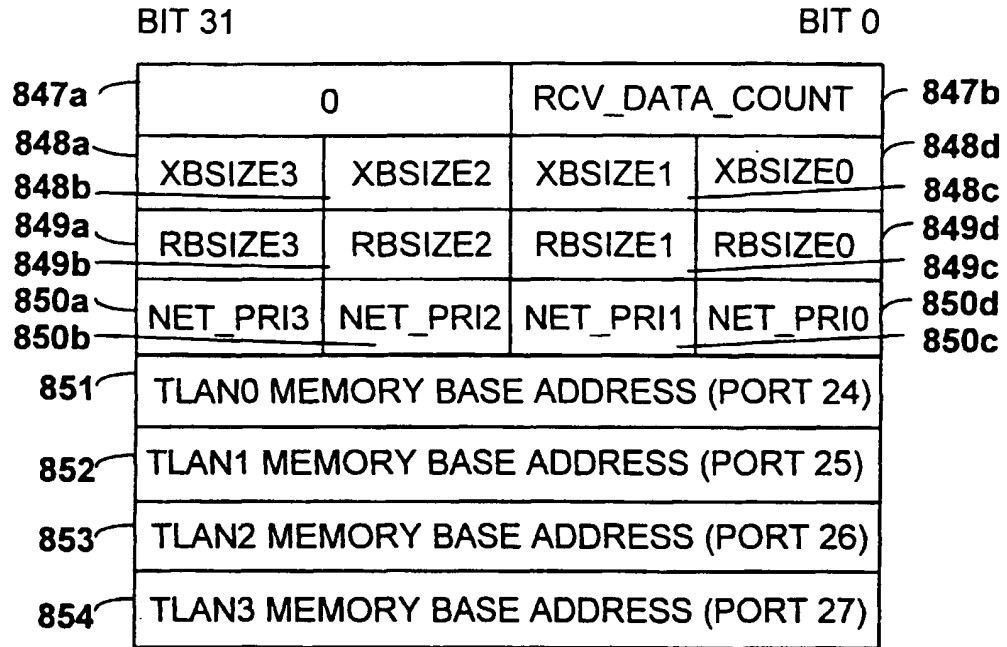 BIT 31 BIT 0
847a 0 RCV_DATA_COUNT 847b
848a XBSIZE3 XBSIZE2 XBSIZE1 XBSIZE0 848d
848b 848c
849a RBSIZE3 RBSIZE2 RBSIZE1 RBSIZE0 849d
849b 849c
850a NET_PRI3 NET_PRI2 NET_PRI1 NET_PRI0 850d
850b 850c
851 TLAN0 MEMORY BASE ADDRESS (PORT 24)
852 TLAN1 MEMORY BASE ADDRESS (PORT 25)
853 TLAN2 MEMORY BASE ADDRESS (PORT 26)
854 TLAN3 MEMORY BASE ADDRESS (PORT 27)